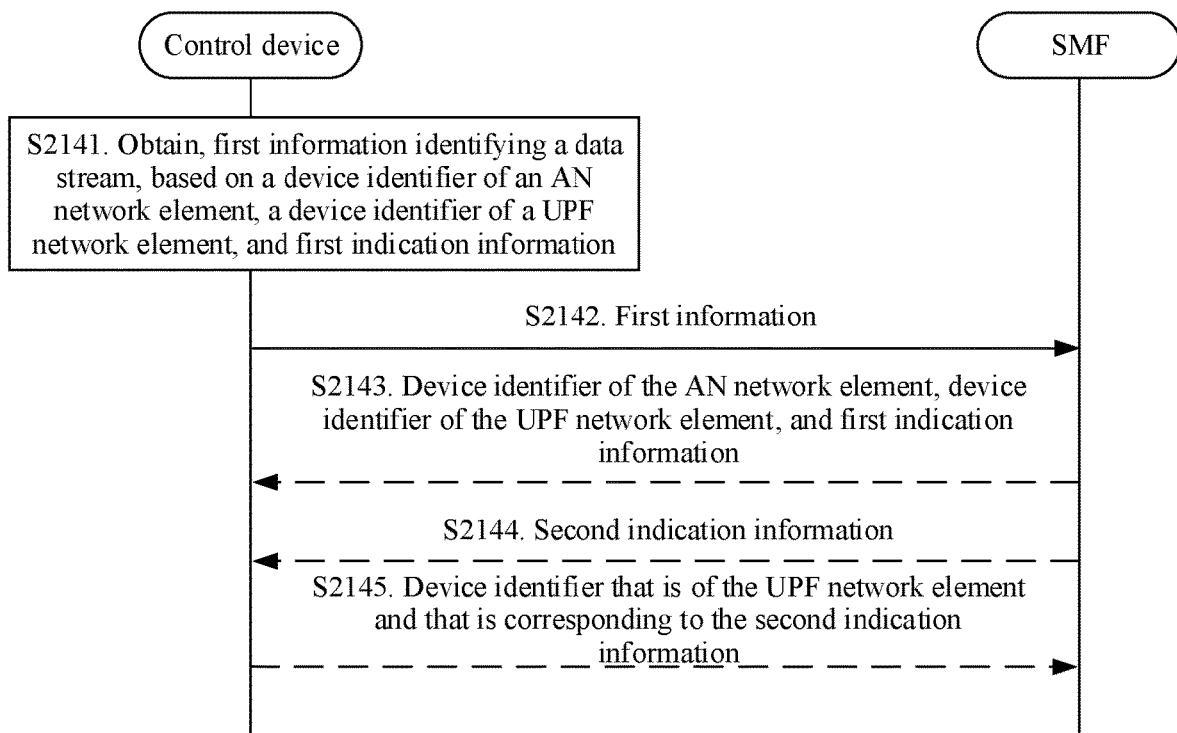 Control device
SMF
S2141. Obtain, first information identifying a data
stream, based on a device identifier of an AN
network element, a device identifier of a UPF
network element, and first indication information
S2142. First information
S2143. Device identifier of the AN network element, device
identifier of the UPF network element, and first indication
information
S2144. Second indication information
S2145. Device identifier that is of the UPF network element
and that is corresponding to the second indication
information